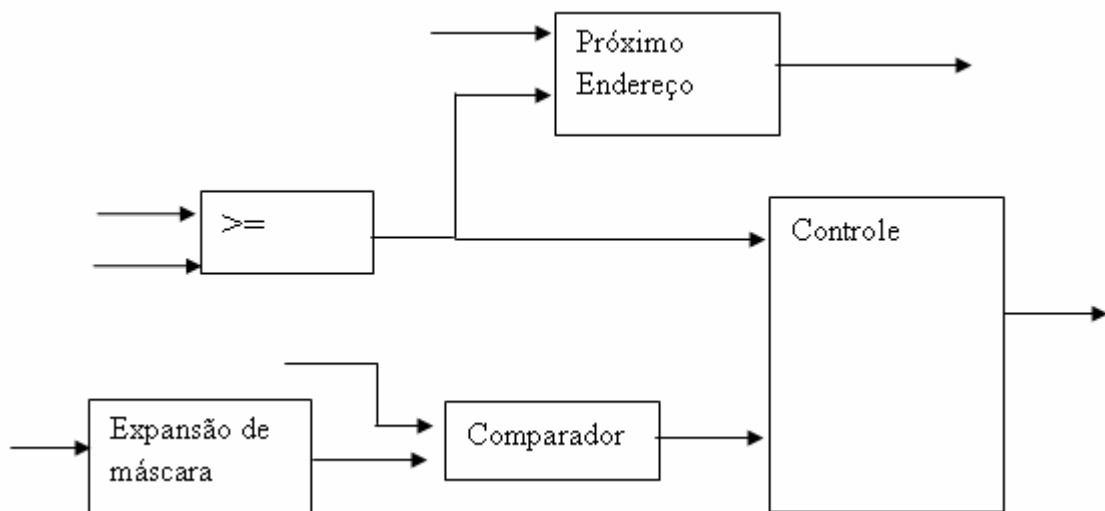 Próximo
Endereço
>=
Controle
Expansão de
máscara
Comparador